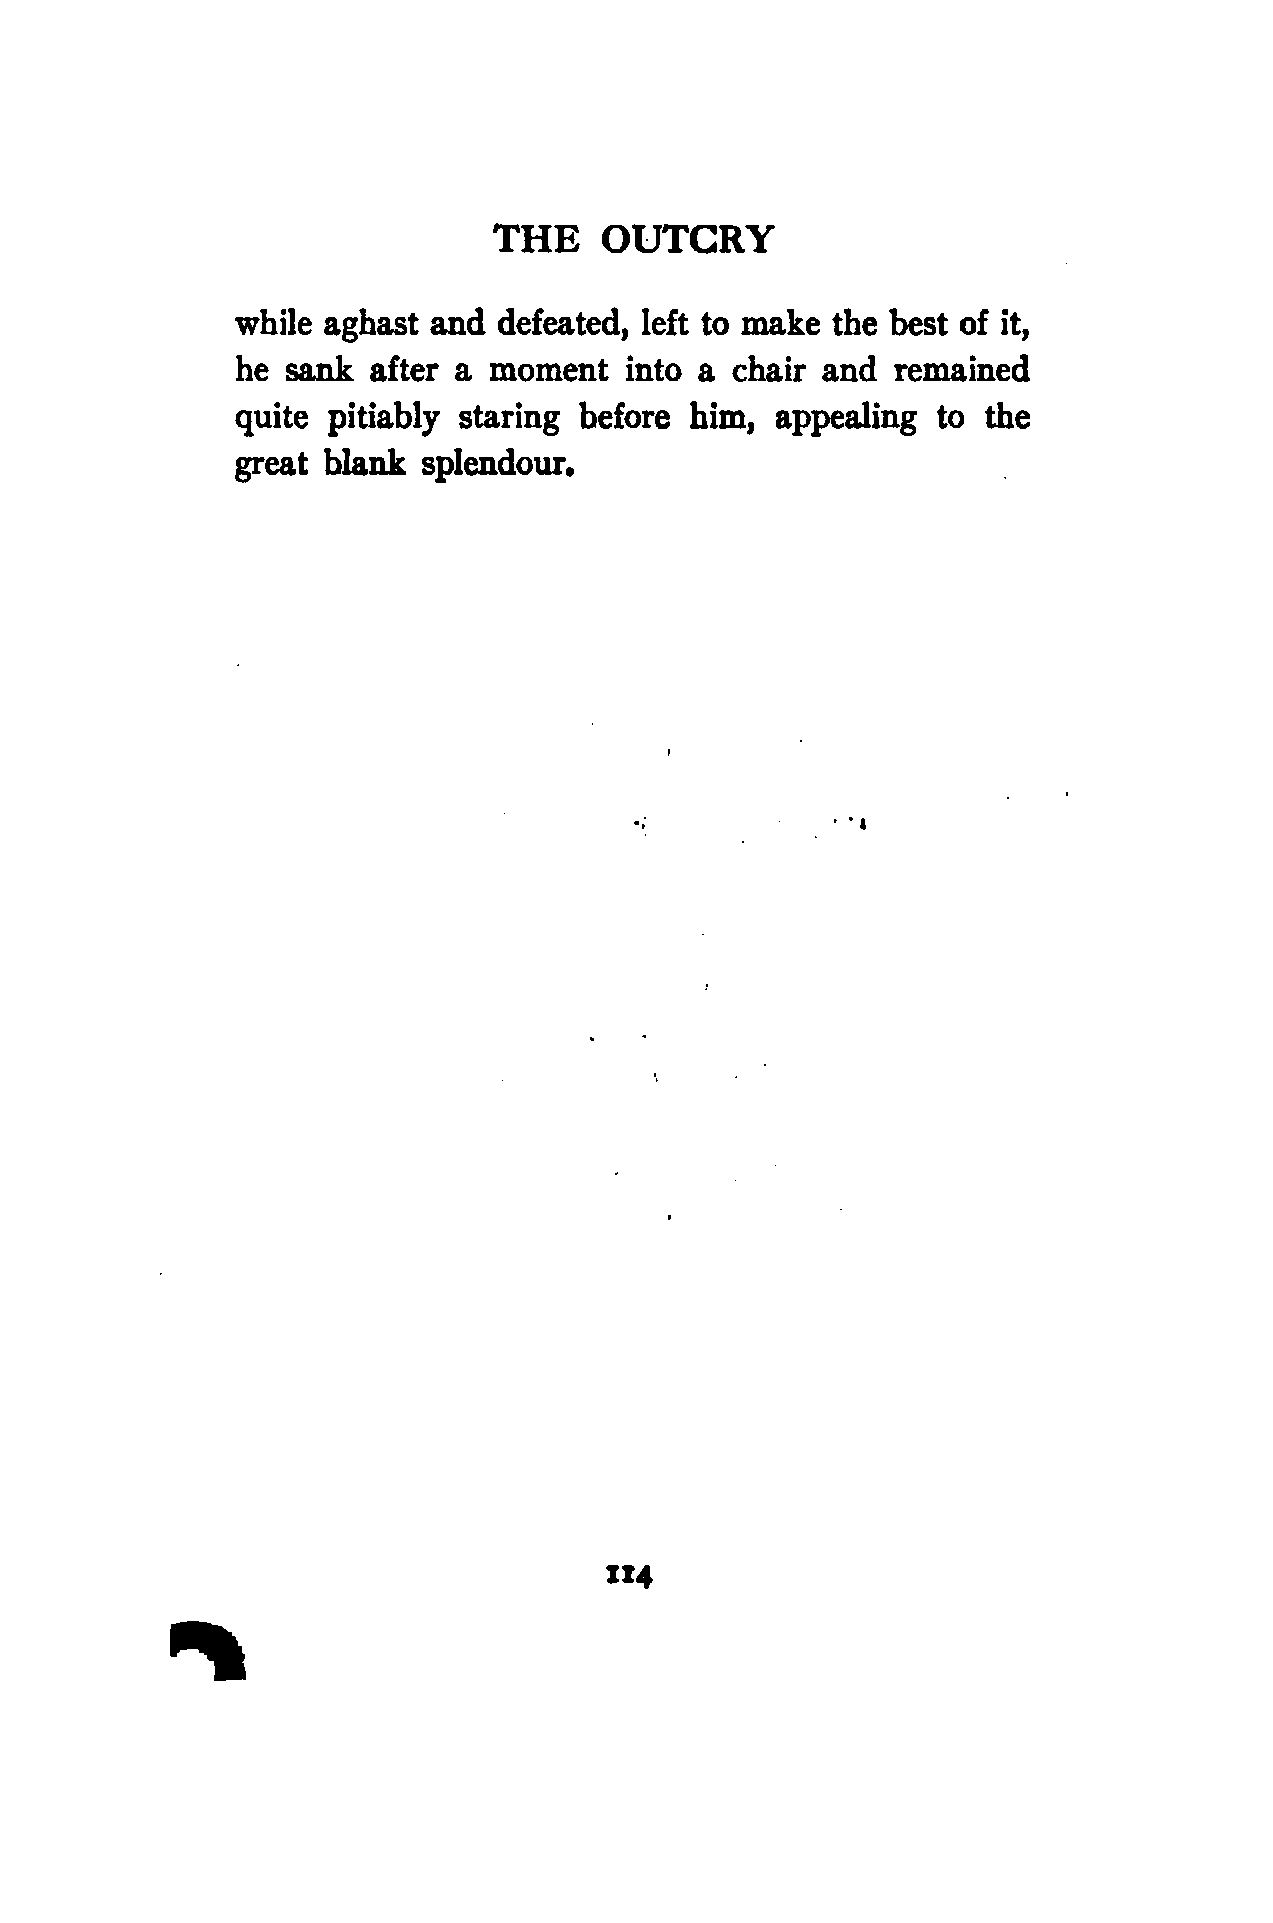 THE OUTCRY
while aghast and defeated, left to make the best of it,
he sank after a moment into a chair and remained
quite pitiably staring before him, appealing to the
great blank splendour.
114